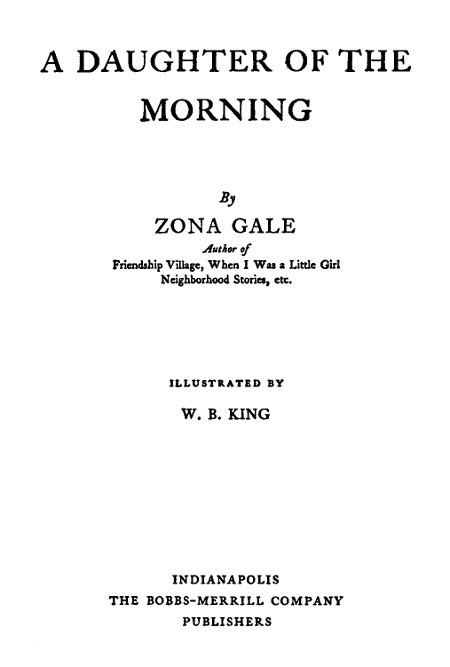 A DAUGHTER OF THE
MORNING
By
ZONA GALE
Author of
Friendship Village, When I Was a Little Girl
Neighborhood Stories, etc.
ILLUSTRATED BY
W. B. KING
INDIANAPOLIS
THE BOBBS-MERRILL COMPANY
PUBLISHERS